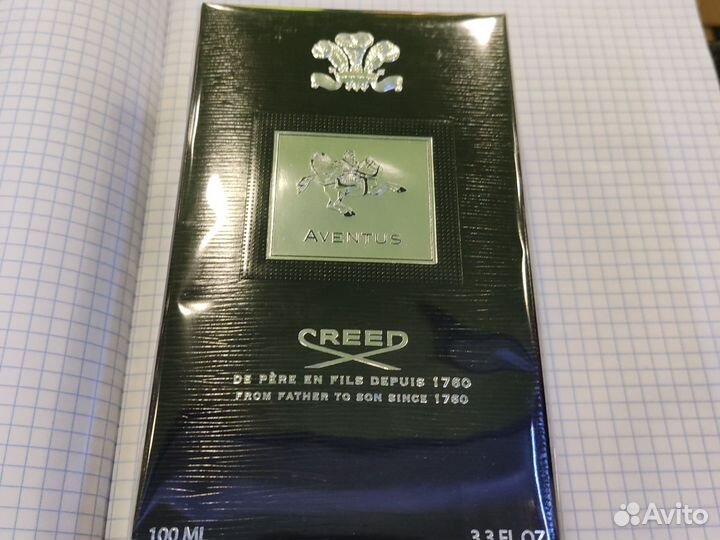 AVENTUS
CREED
DE PÈRE EN FILS DEPUIS 1760
FROM FATHER TO SON SINCE 1760
100 ML 3.3 FL OZ
Avito